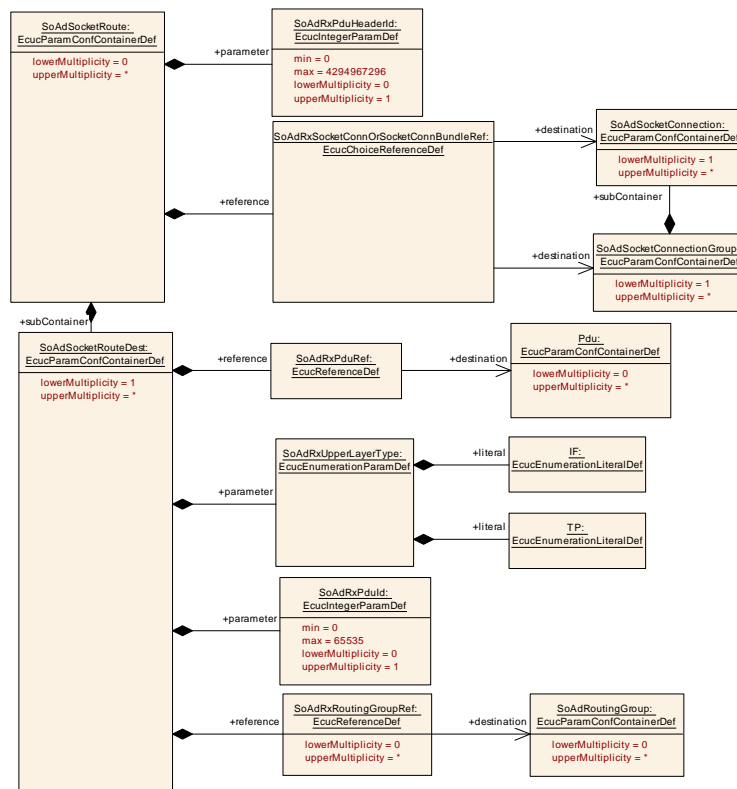 SoAdSocketRoute:
EcucParamConfContainerDef
lowerMultiplicity = 0
upperMultiplicity = *
+parameter
SoAdRxPduHeaderId:
EcucIntegerParamDef
min = 0
max = 4294967296
lowerMultiplicity = 0
upperMultiplicity = 1
SoAdRxSocketConnOrSocketConnBundleRef:
EcucChoiceReferenceDef
+reference
+destination
SoAdSocketConnection:
EcucParamConfContainerDef
lowerMultiplicity = 1
upperMultiplicity = *
+subContainer
+destination
SoAdSocketConnectionGroup:
EcucParamConfContainerDef
lowerMultiplicity = 1
upperMultiplicity = *
+subContainer
SoAdSocketRouteDest:
EcucParamConfContainerDef
lowerMultiplicity = 1
upperMultiplicity = *
+reference
SoAdRxPduRef:
EcucReferenceDef
+destination
Pdu:
EcucParamConfContainerDef
lowerMultiplicity = 0
upperMultiplicity = *
+parameter
SoAdRxUpperLayerType:
EcucEnumerationParamDef
+literal
IF:
EcucEnumerationLiteralDef
+literal
TP:
EcucEnumerationLiteralDef
+parameter
SoAdRxPduId:
EcucIntegerParamDef
min = 0
max = 65535
lowerMultiplicity = 0
upperMultiplicity = 1
+reference
SoAdRxRoutingGroupRef:
EcucReferenceDef
lowerMultiplicity = 0
upperMultiplicity = *
+destination
SoAdRoutingGroup:
EcucParamConfContainerDef
lowerMultiplicity = 0
upperMultiplicity = *